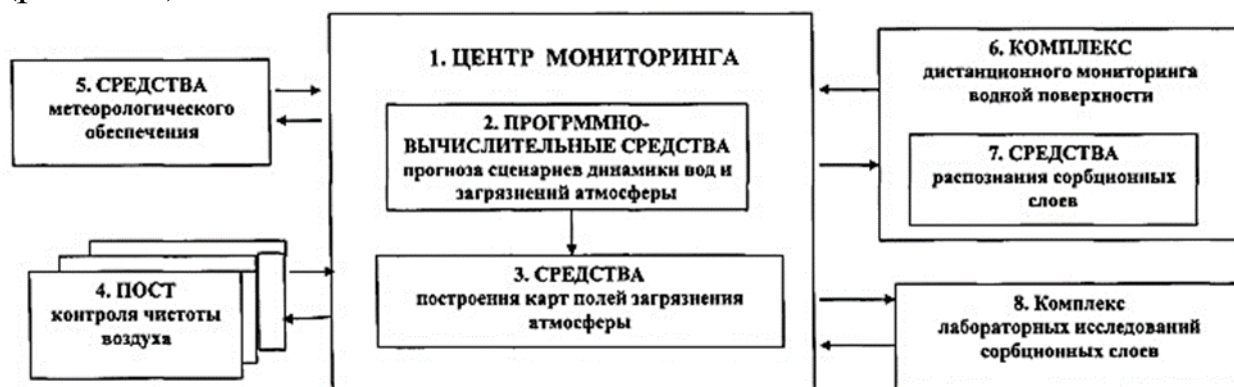 1. ЦЕНТР МОНИТОРИНГА
2. ПРОГРММНО-
ВЫЧИСЛИТЕЛЬНЫЕ СРЕДСТВА
прогноза сценариев динамики вод и
загрязнений атмосферы
3. СРЕДСТВА
построения карт полей загрязнения
атмосферы
5. СРЕДСТВА
метеорологического
обеспечения
4. ПОСТ
контроля чистоты
воздуха
6. КОМПЛЕКС
дистанционного мониторинга
водной поверхности
7. СРЕДСТВА
распознания сорбционных
слоев
8. Комплекс
лабораторных исследований
сорбционных слоев